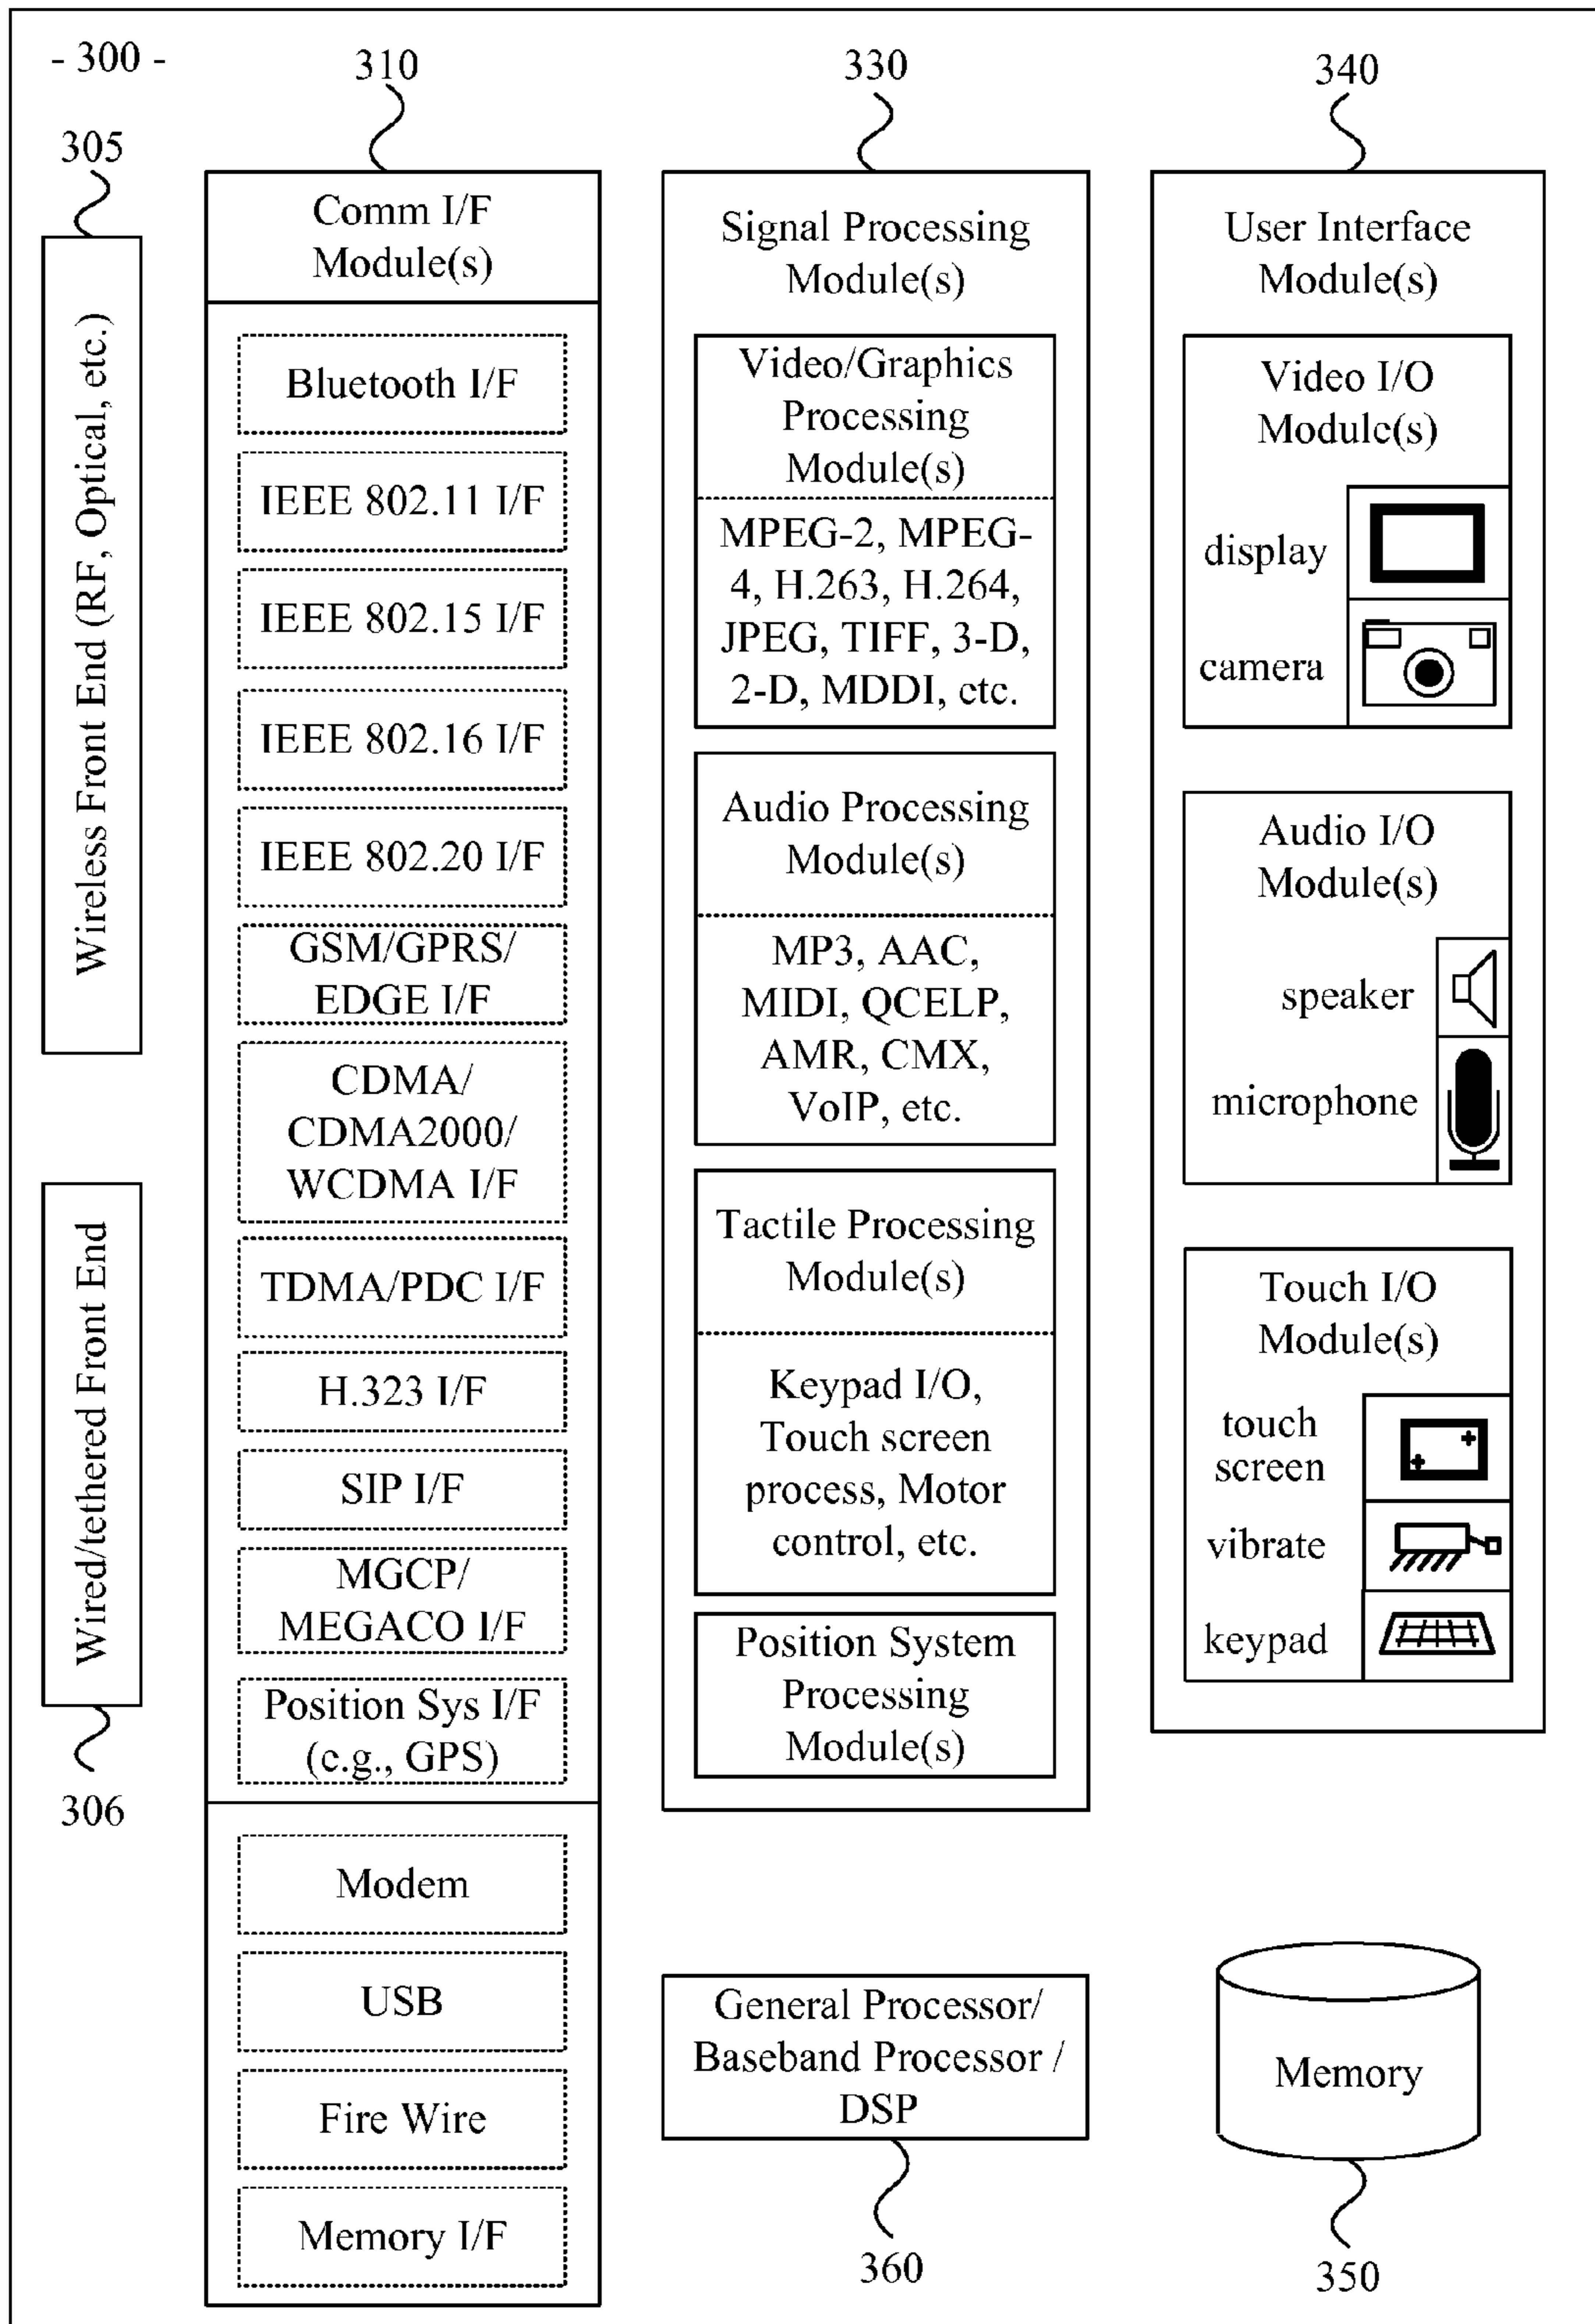 - 300 -
305
Wireless Front End (RF, Optical, etc.)
Wired/tethered Front End
306
310
Comm I/F
Module(s)
Bluetooth I/F
IEEE 802.11 I/F
IEEE 802.15 I/F
IEEE 802.16 I/F
IEEE 802.20 I/F
GSM/GPRS/
EDGE I/F
CDMA/
CDMA2000/
WCDMA I/F
TDMA/PDC I/F
H.323 I/F
SIP I/F
MGCP/
MEGACO I/F
Position Sys I/F
(e.g., GPS)
Modem
USB
Fire Wire
Memory I/F
330
Signal Processing
Module(s)
Video/Graphics
Processing
Module(s)
MPEG-2, MPEG-
4, H.263, H.264,
JPEG, TIFF, 3-D,
2-D, MDDI, etc.
Audio Processing
Module(s)
MP3, AAC,
MIDI, QCELP,
AMR, CMX,
VoIP, etc.
Tactile Processing
Module(s)
Keypad I/O,
Touch screen
process, Motor
control, etc.
Position System
Processing
Module(s)
General Processor/
Baseband Processor /
DSP
360
340
User Interface
Module(s)
Video I/O
Module(s)
display
camera
Audio I/O
Module(s)
speaker
microphone
Touch I/O
Module(s)
touch
screen
vibrate
keypad
Memory
350